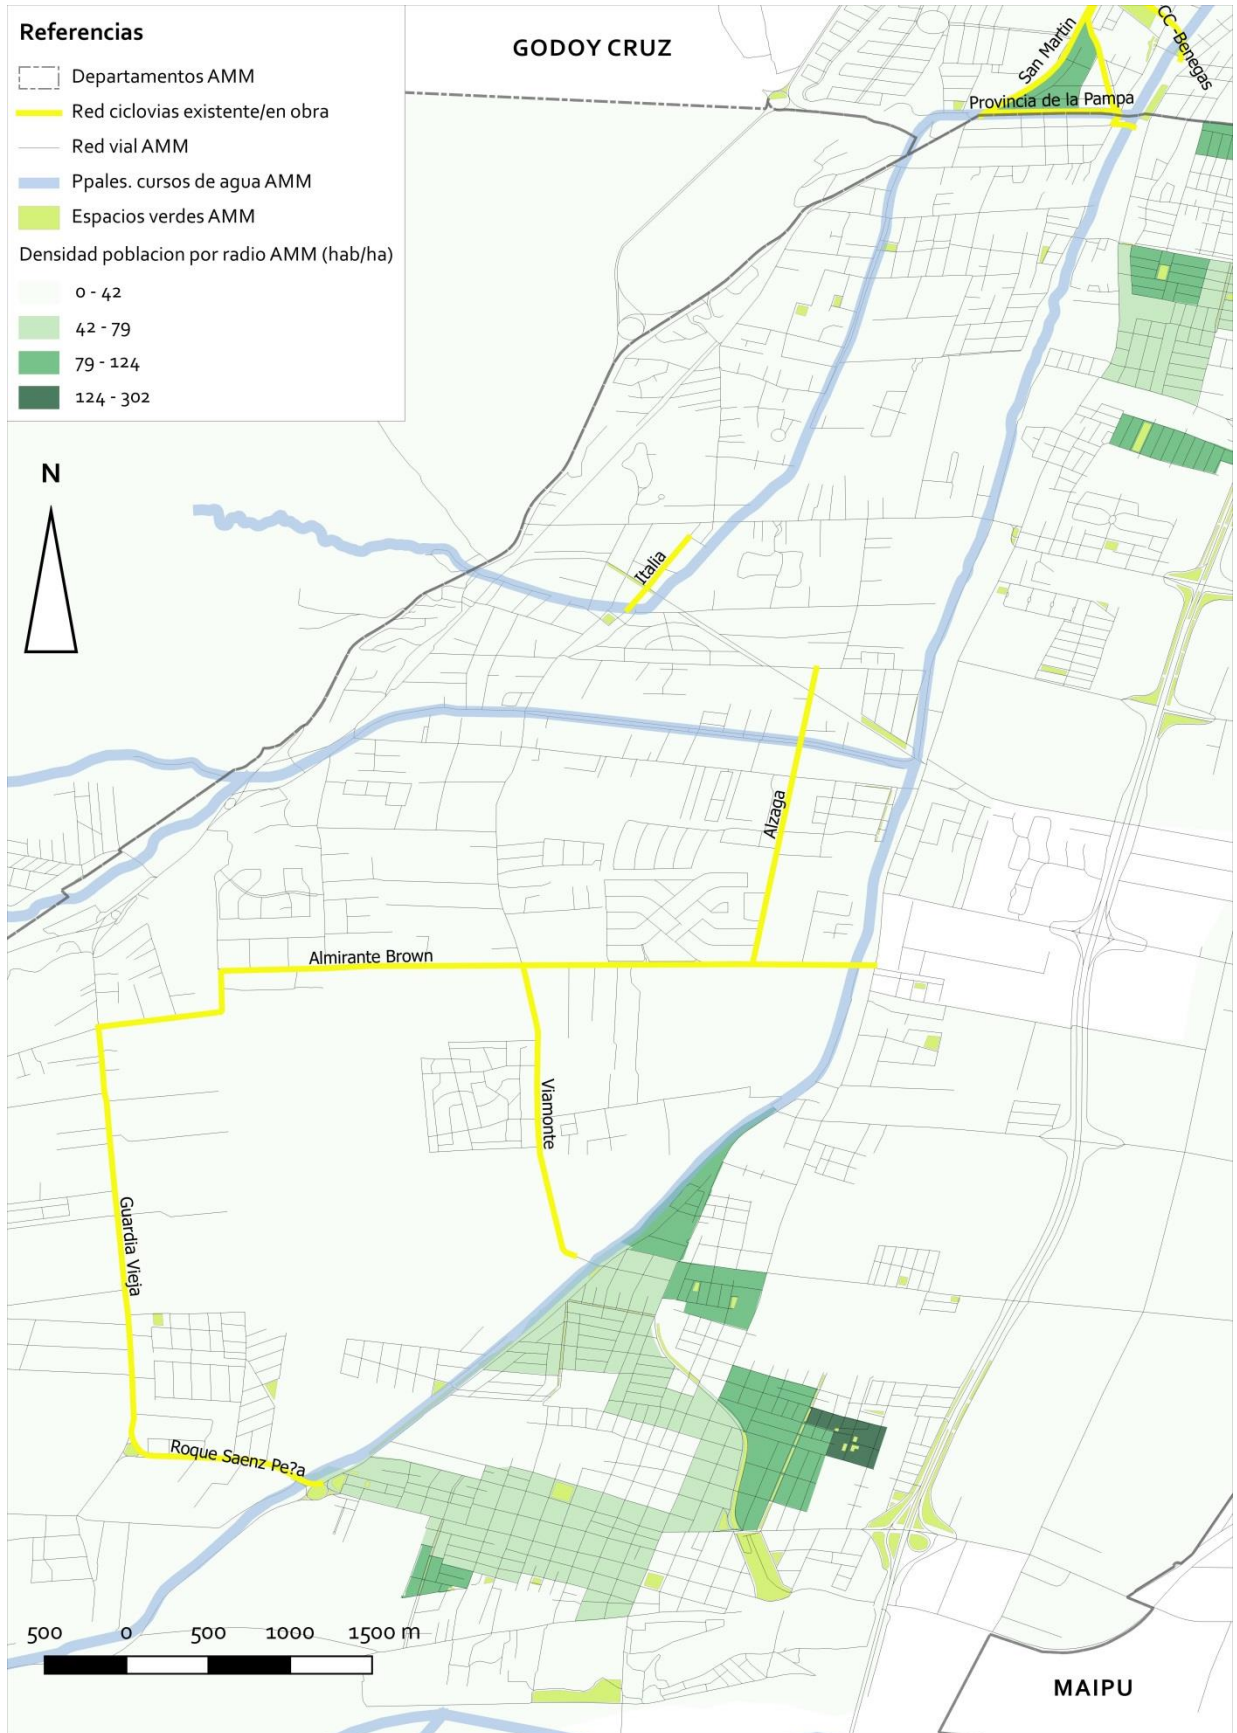 Referencias
Departamentos AMM
Red ciclovias existente/en obra
Red vial AMM
Ppales. cursos de agua AMM
Espacios verdes AMM
Densidad poblacion por radio AMM (hab/ha)
0 - 42
42 - 79
79 - 124
124 - 302
GODOY CRUZ
San Martin
CC-Benegas
Provincia de la Pampa
N
Italia
Alzaga
Almirante Brown
Viamonte
Guardia Vieja
Roque Saenz Pe?a
500 0 500 1000 1500 m
MAIPU